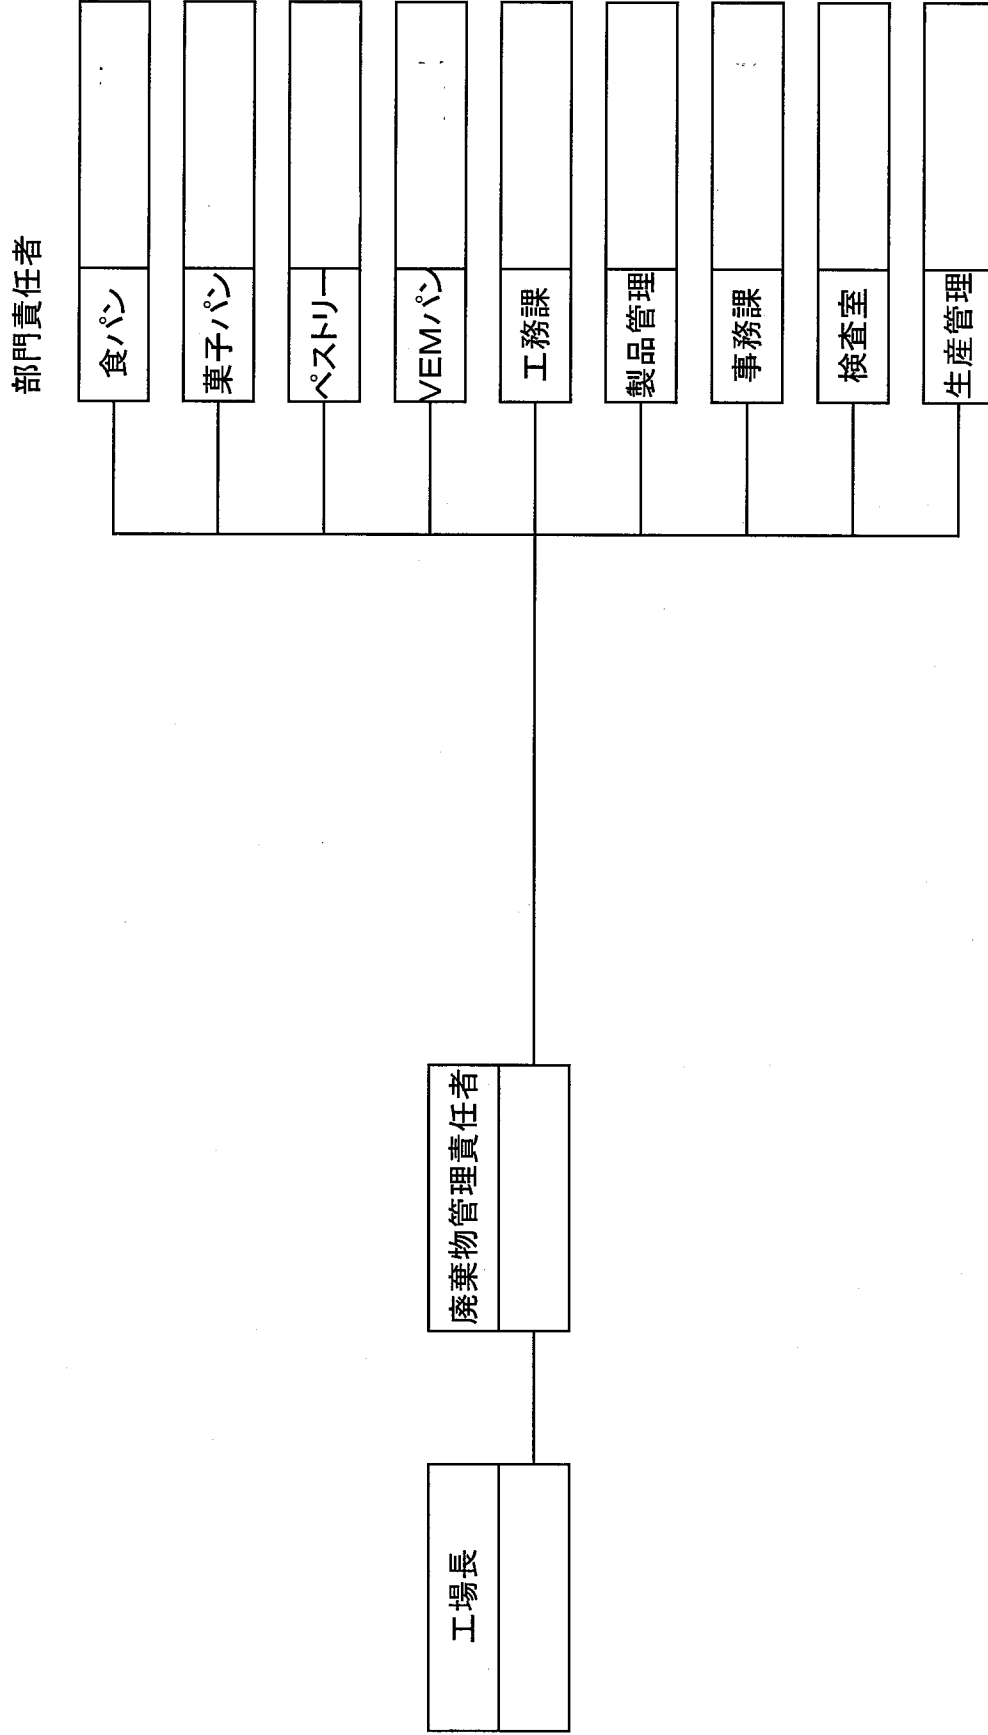 部門責任者
工場長
廃棄物管理責任者
食パン
菓子パン
ペストリー
VEMパン
工務課
製品管理
事務課
検査室
生産管理